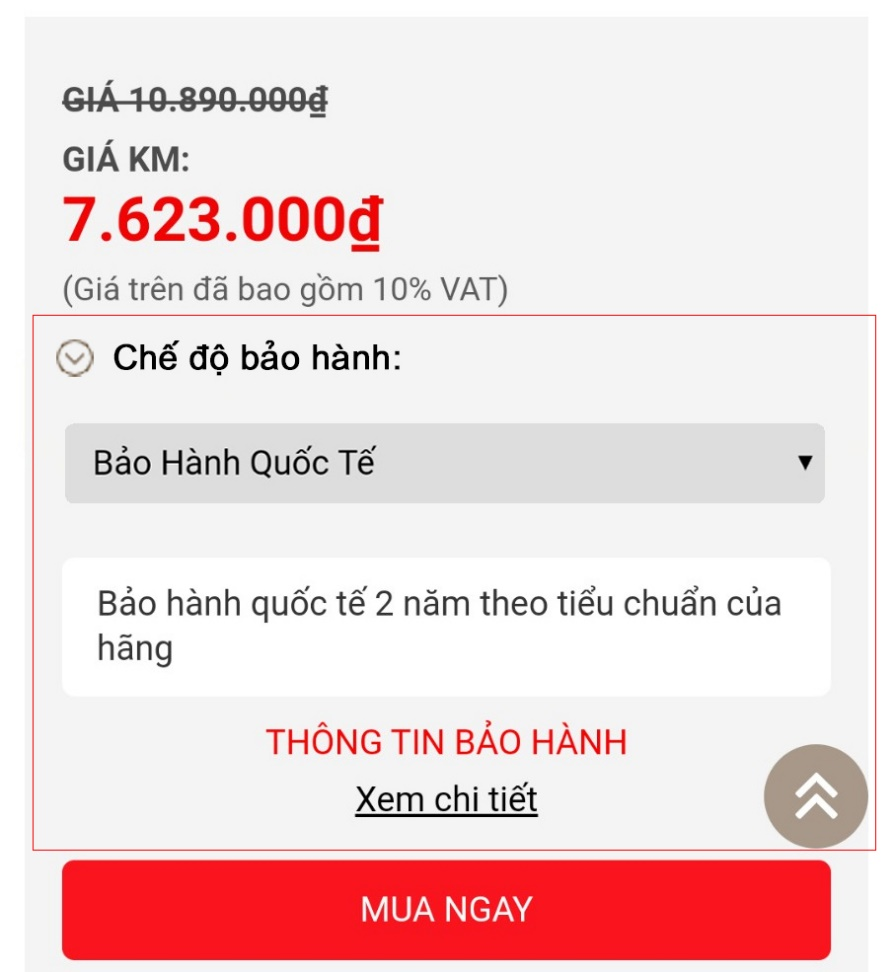 GIÁ 10.890.000₫
GIÁ KM:
7.623.000₫
(Giá trên đã bao gồm 10% VAT)
Chế độ bảo hành:
Bảo Hành Quốc Tế
Bảo hành quốc tế 2 năm theo tiểu chuẩn của
hãng
THÔNG TIN BẢO HÀNH
Xem chi tiết
MUA NGAY